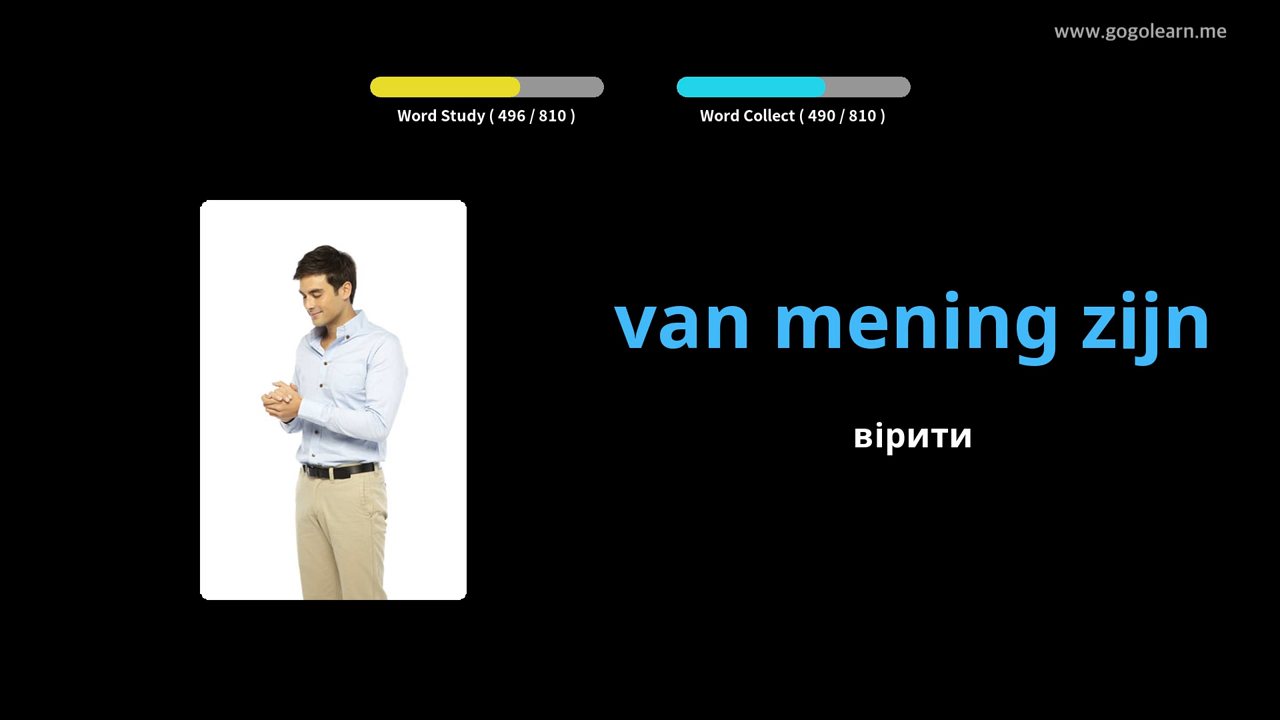 www.gogolearn.me
Word Study ( 496 / 810 )
Word Collect ( 490 / 810 )
van mening zijn
вірити